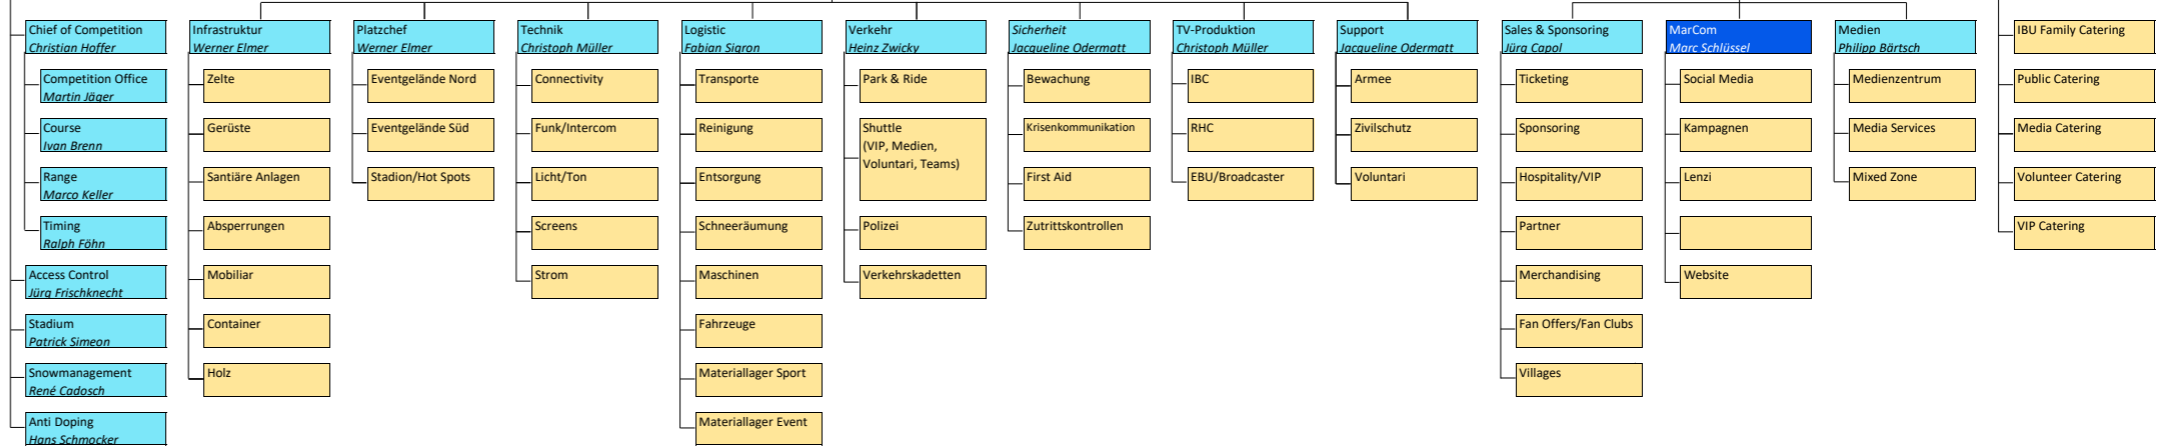 Chief of Competition
Christian Hoffer
Competition Office
Martin Jäger
Course
Ivan Brenn
Range
Marco Keller
Timing
Ralph Föhn
Access Control
Jürg Frischknecht
Stadium
Patrick Simeon
Snowmanagement
René Cadosch
Anti Doping
Hans Schmocker
Infrastruktur
Werner Elmer
Zelte
Gerüste
Santiäre Anlagen
Absperrungen
Mobiliar
Container
Holz
Platzchef
Werner Elmer
Eventgelände Nord
Eventgelände Süd
Stadion/Hot Spots
Technik
Christoph Müller
Connectivity
Funk/Intercom
Licht/Ton
Screens
Strom
Logistic
Fabian Sigron
Transporte
Reinigung
Entsorgung
Schneeräumung
Maschinen
Fahrzeuge
Materiallager Sport
Materiallager Event
Verkehr
Heinz Zwicky
Park & Ride
Shuttle
(VIP, Medien,
Voluntari, Teams)
Polizei
Verkehrskadetten
Sicherheit
Jacqueline Odermatt
Bewachung
Krisenkommunikation
First Aid
Zutrittskontrollen
TV-Produktion
Christoph Müller
IBC
RHC
EBU/Broadcaster
Support
Jacqueline Odermatt
Armee
Zivilschutz
Voluntari
Sales & Sponsoring
Jürg Capol
Ticketing
Sponsoring
Hospitality/VIP
Partner
Merchandising
Fan Offers/Fan Clubs
Villages
MarCom
Marc Schlüssel
Social Media
Kampagnen
Lenzi
Website
Medien
Philipp Bärtsch
Medienzentrum
Media Services
Mixed Zone
IBU Family Catering
Public Catering
Media Catering
Volunteer Catering
VIP Catering